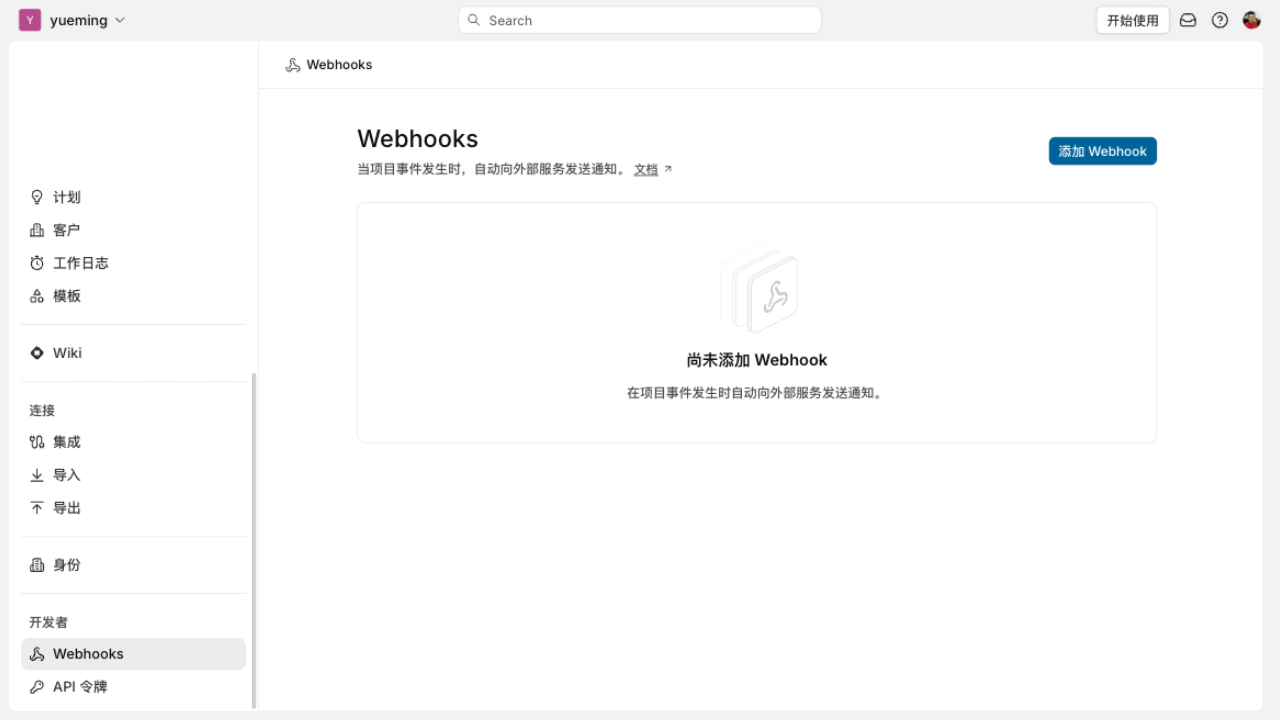 Y yueming
Search
开始使用
计划
客户
工作日志
模板
Wiki
连接
集成
导入
导出
身份
开发者
Webhooks
API 令牌
Webhooks
Webhooks
当项目事件发生时，自动向外部服务发送通知。 文档
添加 Webhook
尚未添加 Webhook
在项目事件发生时自动向外部服务发送通知。